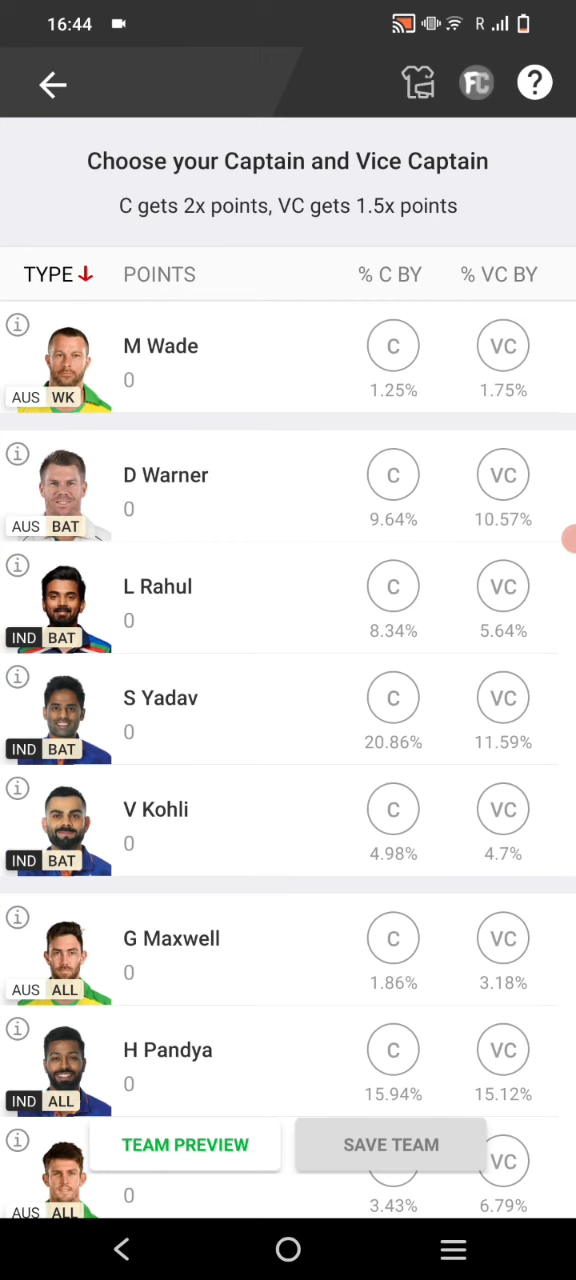 16:44
R
FC
?
Choose your Captain and Vice Captain
C gets 2x points, VC gets 1.5x points
TYPE POINTS % C BY % VC BY
M Wade
0
C
VC
AUS WK
1.25%
1.75%
D Warner
0
C
VC
AUS BAT
9.64%
10.57%
L Rahul
0
C
VC
IND BAT
8.34%
5.64%
S Yadav
0
C
VC
IND BAT
20.86%
11.59%
V Kohli
0
C
VC
IND BAT
4.98%
4.7%
G Maxwell
0
C
VC
AUS ALL
1.86%
3.18%
H Pandya
0
C
VC
IND ALL
15.94%
15.12%
TEAM PREVIEW
SAVE TEAM
VC
0
AUS ALL
3.43%
6.79%